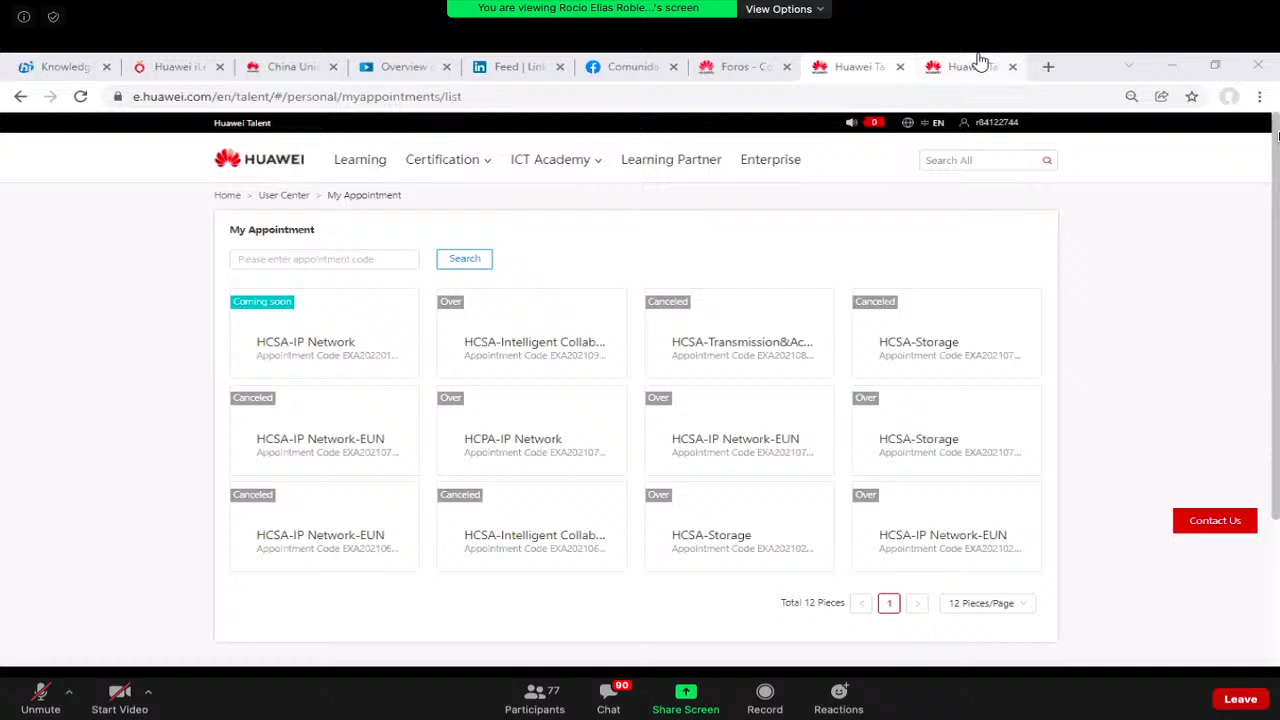 You are viewing Rocio Elias Roble...'s screen
View Options
Knowledg
Huawei iLe
China Uni
Overview
Feed | Link
Comunida
Foros - Co
Huawei Ta
e.huawei.com/en/talent/#/personal/myappointments/list
Huawei Talent
0
EN
r84122744
HUAWEI
Learning
Certification
ICT Academy
Learning Partner
Enterprise
Search All
Home > User Center > My Appointment
My Appointment
Please enter appointment code
Search
Coming soon
HCSA-IP Network
Appointment Code EXA202201...
Over
HCSA-Intelligent Collab...
Appointment Code EXA202109...
Canceled
HCSA-Transmission&Ac...
Appointment Code EXA202108...
Canceled
HCSA-Storage
Appointment Code EXA202107...
Canceled
HCSA-IP Network-EUN
Appointment Code EXA202107...
Over
HCPA-IP Network
Appointment Code EXA202107...
Over
HCSA-IP Network-EUN
Appointment Code EXA202107...
Over
HCSA-Storage
Appointment Code EXA202107...
Canceled
HCSA-IP Network-EUN
Appointment Code EXA202106...
Canceled
HCSA-Intelligent Collab...
Appointment Code EXA202106...
Over
HCSA-Storage
Appointment Code EXA202102...
Over
HCSA-IP Network-EUN
Appointment Code EXA202102...
Contact Us
Total 12 Pieces
1
12 Pieces/Page
Unmute
Start Video
77
Participants
90
Chat
Share Screen
Record
Reactions
Leave